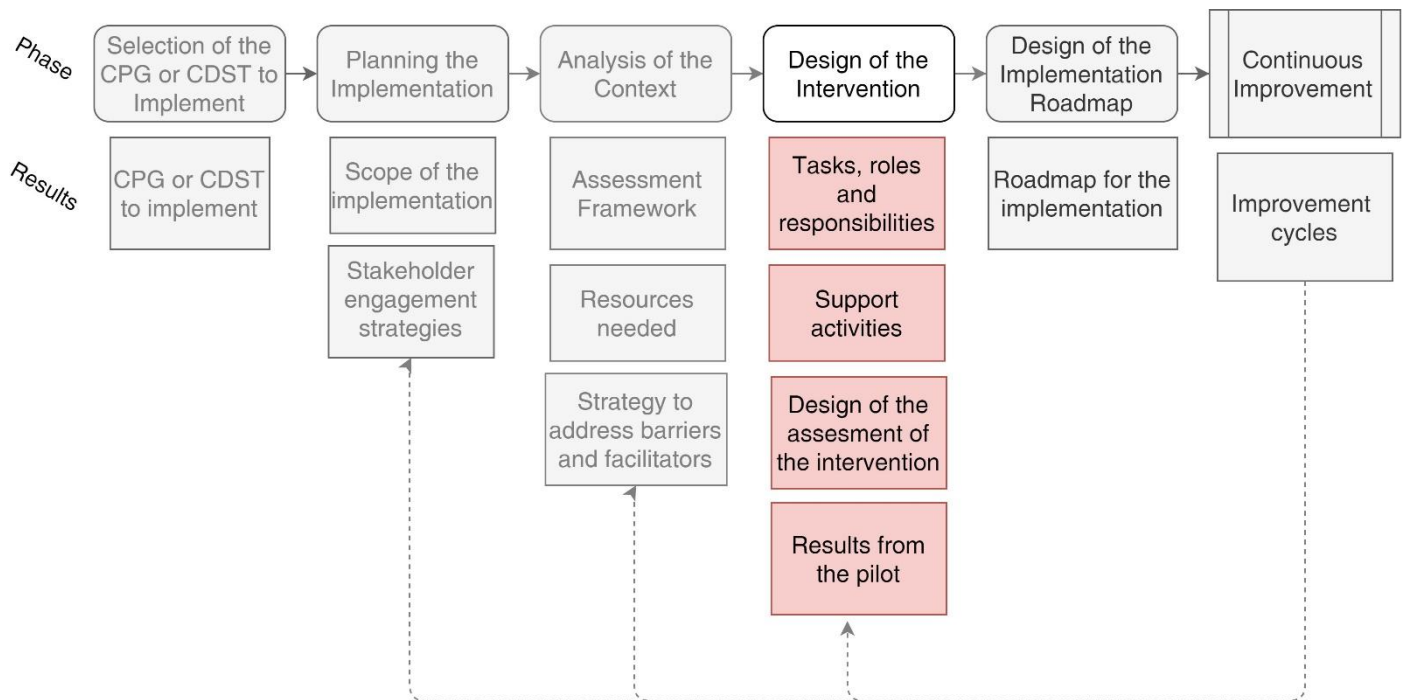 Phase
Selection of the
CPG or CDST to
Implement
Planning the
Implementation
Analysis of the
Context
Design of the
Intervention
Design of the
Implementation
Roadmap
Continuous
Improvement
Results
CPG or CDST
to implement
Scope of the
implementation
Assessment
Framework
Tasks, roles
and
responsibilities
Roadmap for the
implementation
Improvement
cycles
Stakeholder
engagement
strategies
Resources
needed
Support
activities
Strategy to
address barriers
and facilitators
Design of the
assesment of
the intervention
Results from
the pilot